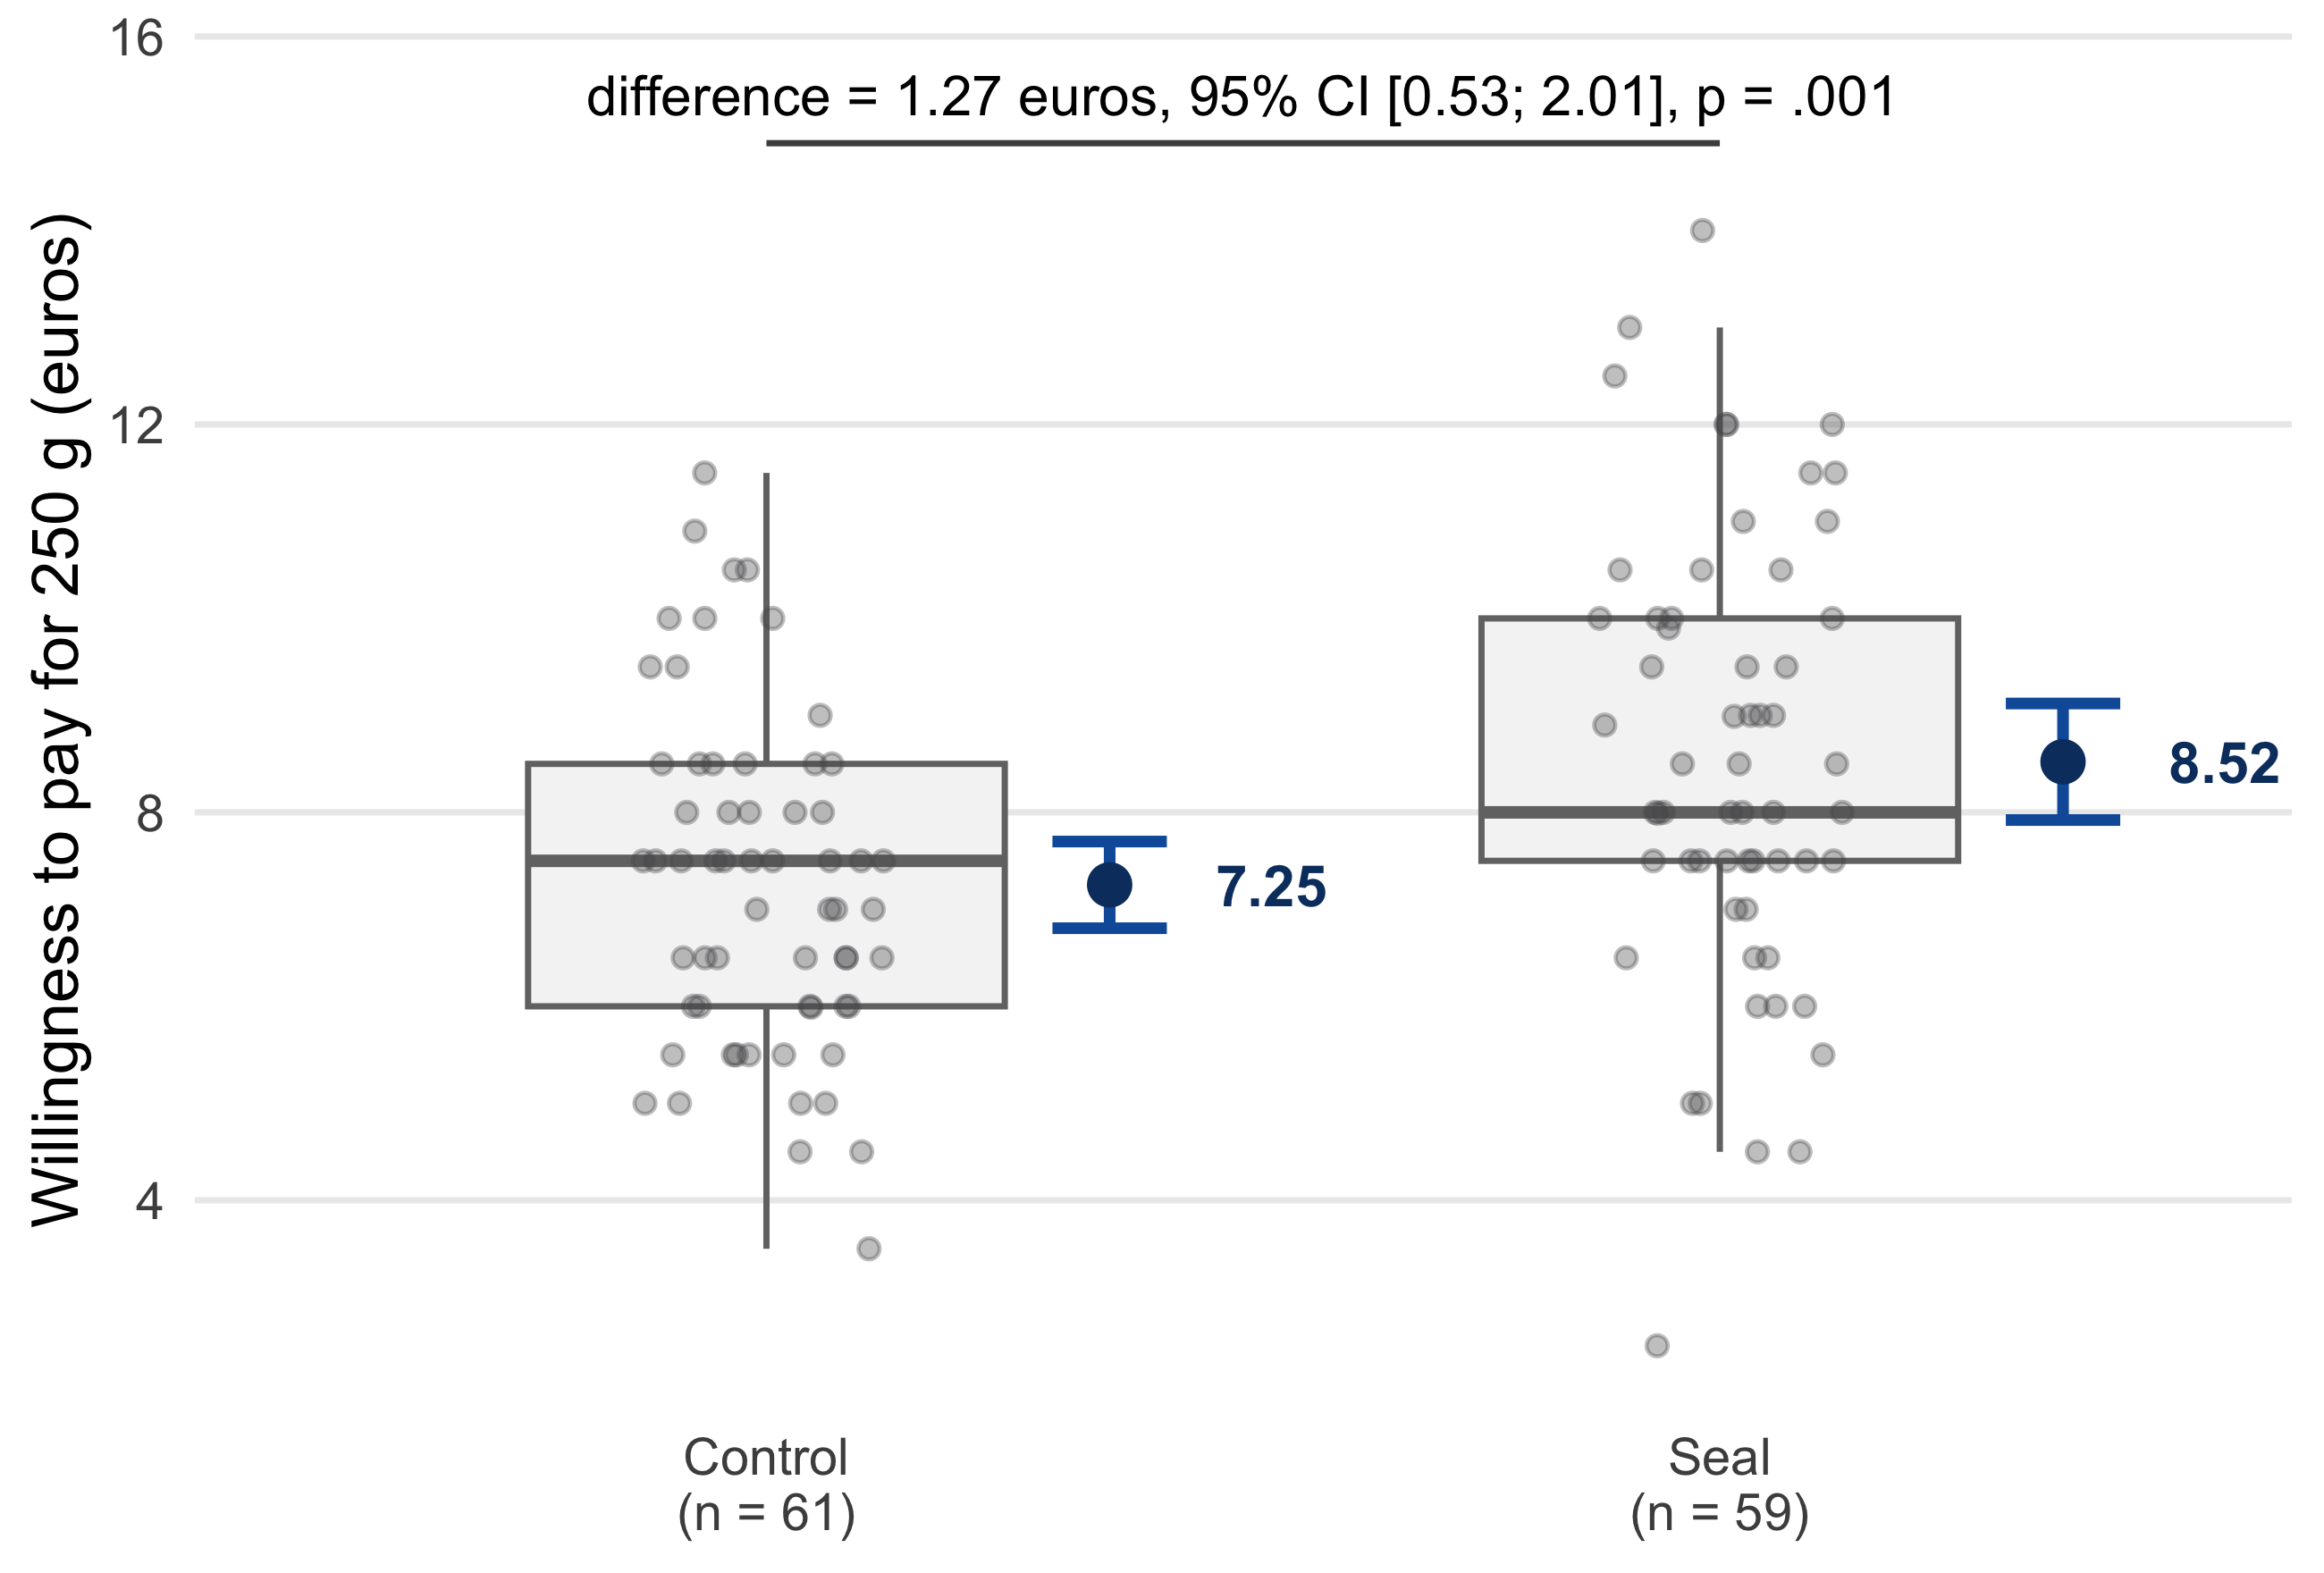 16
difference = 1.27 euros, 95% CI [0.53; 2.01], p = .001
Willingness to pay for 250 g (euros)
12
8
4
7.25
8.52
Control
(n = 61)
Seal
(n = 59)